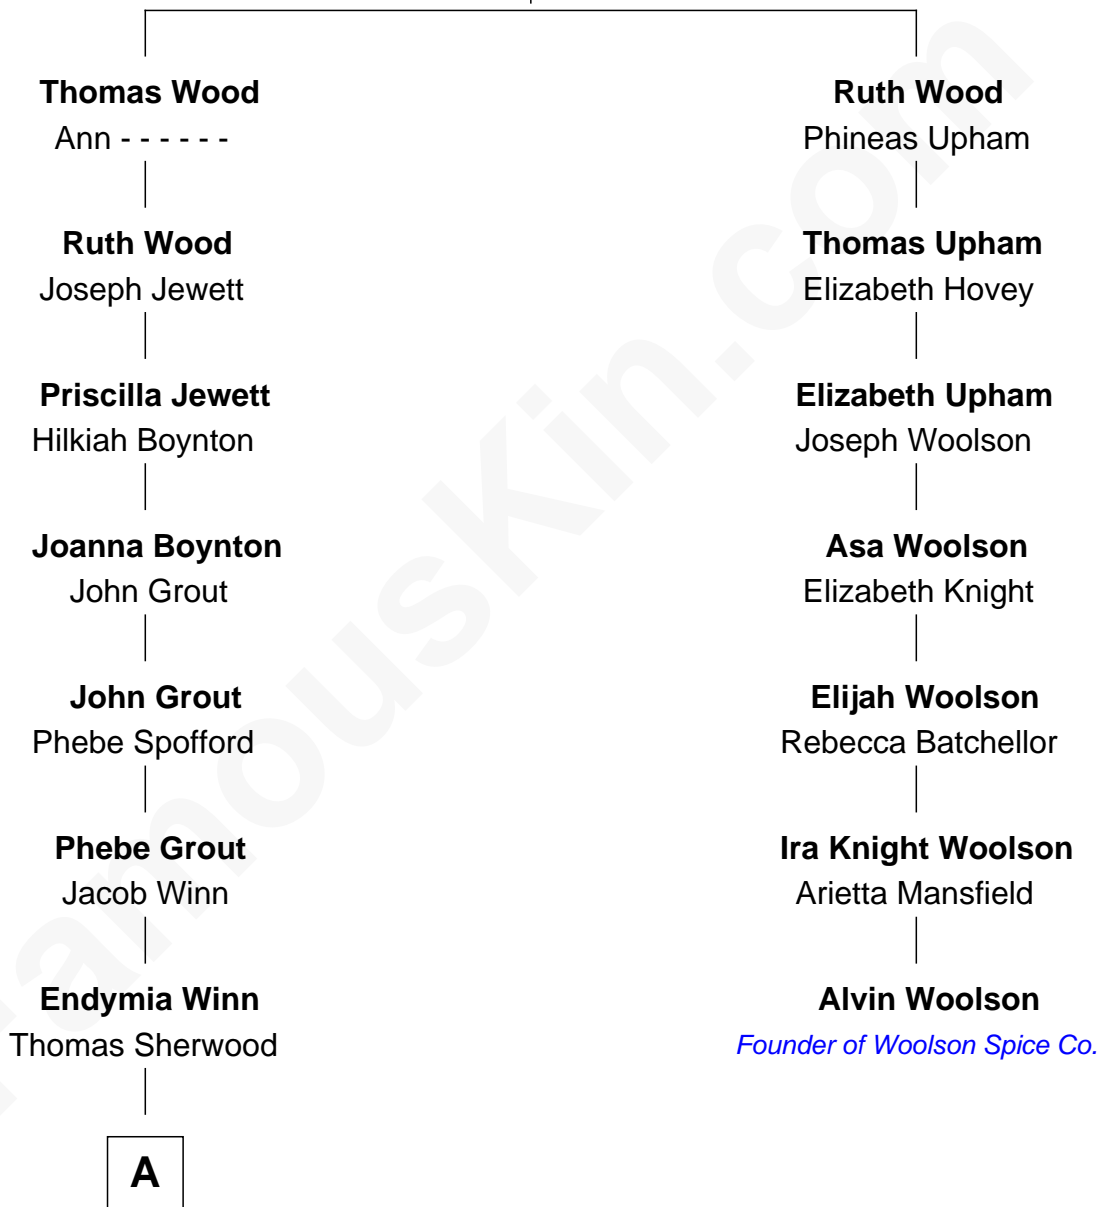 Thomas Wood
Ann - - - - - -
Ruth Wood
Joseph Jewett
Priscilla Jewett
Hilkiah Boynton
Joanna Boynton
John Grout
John Grout
Phebe Spofford
Phebe Grout
Jacob Winn
Endymia Winn
Thomas Sherwood
A
Ruth Wood
Phineas Upham
Thomas Upham
Elizabeth Hovey
Elizabeth Upham
Joseph Woolson
Asa Woolson
Elizabeth Knight
Elijah Woolson
Rebecca Batchellor
Ira Knight Woolson
Arietta Mansfield
Alvin Woolson
Founder of Woolson Spice Co.
FamousKin.com